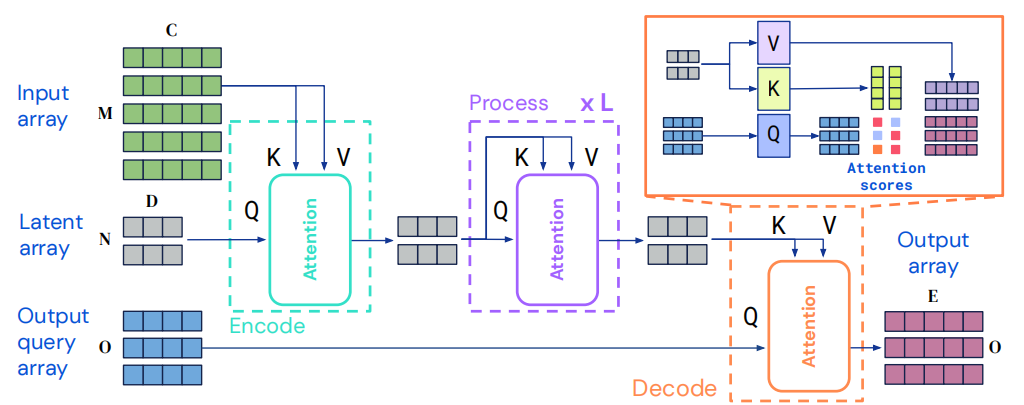 C
Input
array
M
Process
x L
K
V
K
V
V
K
Q
Attention
scores
D
Latent
array
N
Q
Attention
Q
Attention
K
V
Output
array
E
Encode
Output
query
array
O
Q
Attention
O
Decode